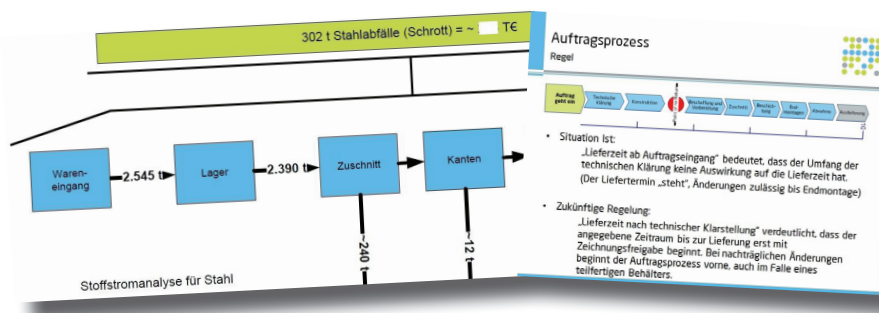 302 t Stahlabfälle (Schrott) = ~ T€
Waren-
eingang
2.545 t
Lager
2.390 t
Zuschnitt
Kanten
~240 t
~12 t
Stoffstromanalyse für Stahl
Auftragsprozess
Regel
Auftrag
geht ein
Technische
Klärung
Konstruktion
Beschaffung und
Vorbereitung
Zuschnitt
Beschich-
tung
End-
montage
Abnahme
Auslieferung
• Situation Ist:
„Lieferzeit ab Auftragseingang" bedeutet, dass der Umfang der
technischen Klärung keine Auswirkung auf die Lieferzeit hat.
(Der Liefertermin „steht", Änderungen zulässig bis Endmontage)
• Zukünftige Regelung:
„Lieferzeit nach technischer Klarstellung" verdeutlicht, dass der
angegebene Zeitraum bis zur Lieferung erst mit
Zeichnungsfreigabe beginnt. Bei nachträglichen Änderungen
beginnt der Auftragsprozess vorne, auch im Falle eines
teilfertigen Behälters.